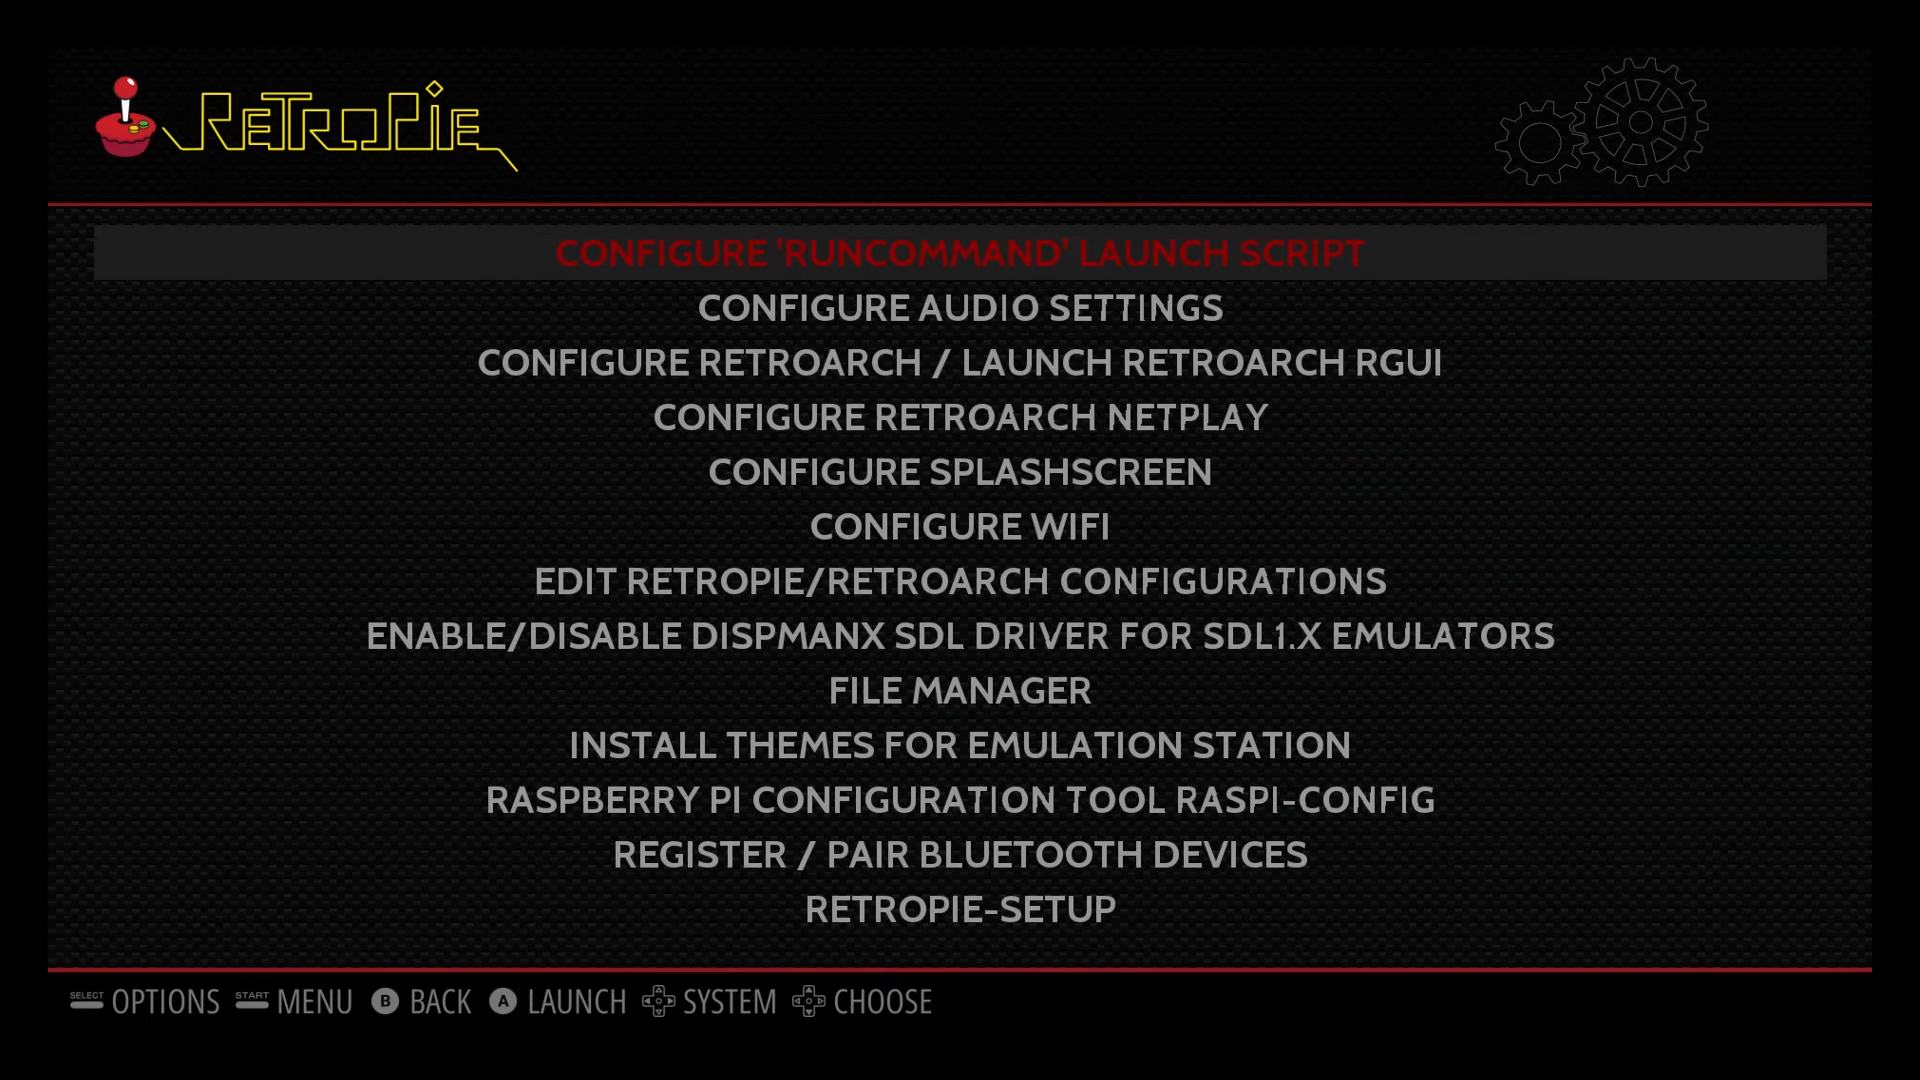 RETROPIE
CONFIGURE 'RUNCOMMAND' LAUNCH SCRIPT
CONFIGURE AUDIO SETTINGS
CONFIGURE RETROARCH / LAUNCH RETROARCH RGUI
CONFIGURE RETROARCH NETPLAY
CONFIGURE SPLASHSCREEN
CONFIGURE WIFI
EDIT RETROPIE/RETROARCH CONFIGURATIONS
ENABLE/DISABLE DISPMANX SDL DRIVER FOR SDL1.X EMULATORS
FILE MANAGER
INSTALL THEMES FOR EMULATION STATION
RASPBERRY PI CONFIGURATION TOOL RASPI-CONFIG
REGISTER / PAIR BLUETOOTH DEVICES
RETROPIE-SETUP
SELECT OPTIONS START MENU B BACK A LAUNCH SYSTEM CHOOSE